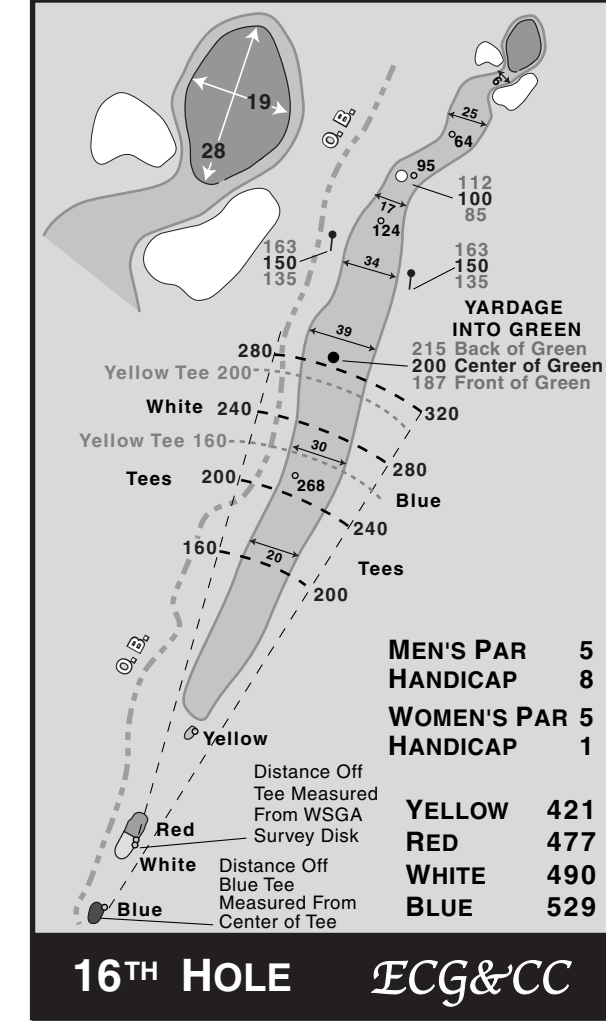 19
28
O. B.
6
25
64
95
112
100
85
17
124
163
150
135
34
163
150
135
YARDAGE
INTO GREEN
215 Back of Green
200 Center of Green
187 Front of Green
39
280
Yellow Tee 200
White 240
320
Yellow Tee 160
30
280
Tees 200
268
Blue
240
160
20
Tees
200
O. B.
MEN'S PAR 5
HANDICAP 8
WOMEN'S PAR 5
HANDICAP 1
Yellow
Distance Off
Tee Measured
From WSGA
Survey Disk
Red
White
Distance Off
Blue Tee
Measured From
Center of Tee
Blue
YELLOW 421
RED 477
WHITE 490
BLUE 529
16TH HOLE ECG&CC